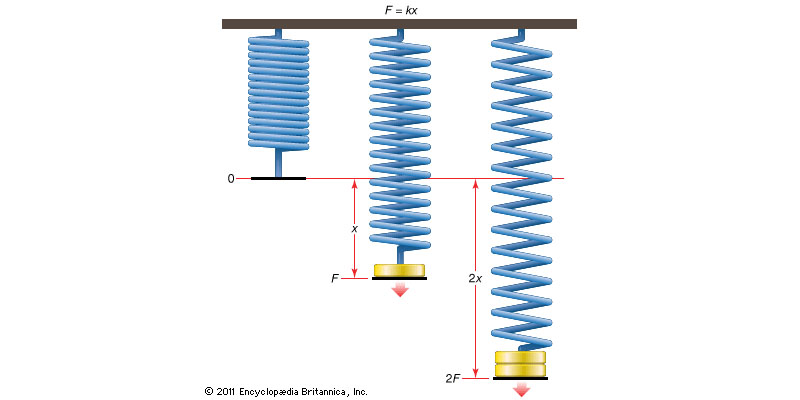 F = kx
0
x
F
2x
2F
© 2011 Encyclopædia Britannica, Inc.